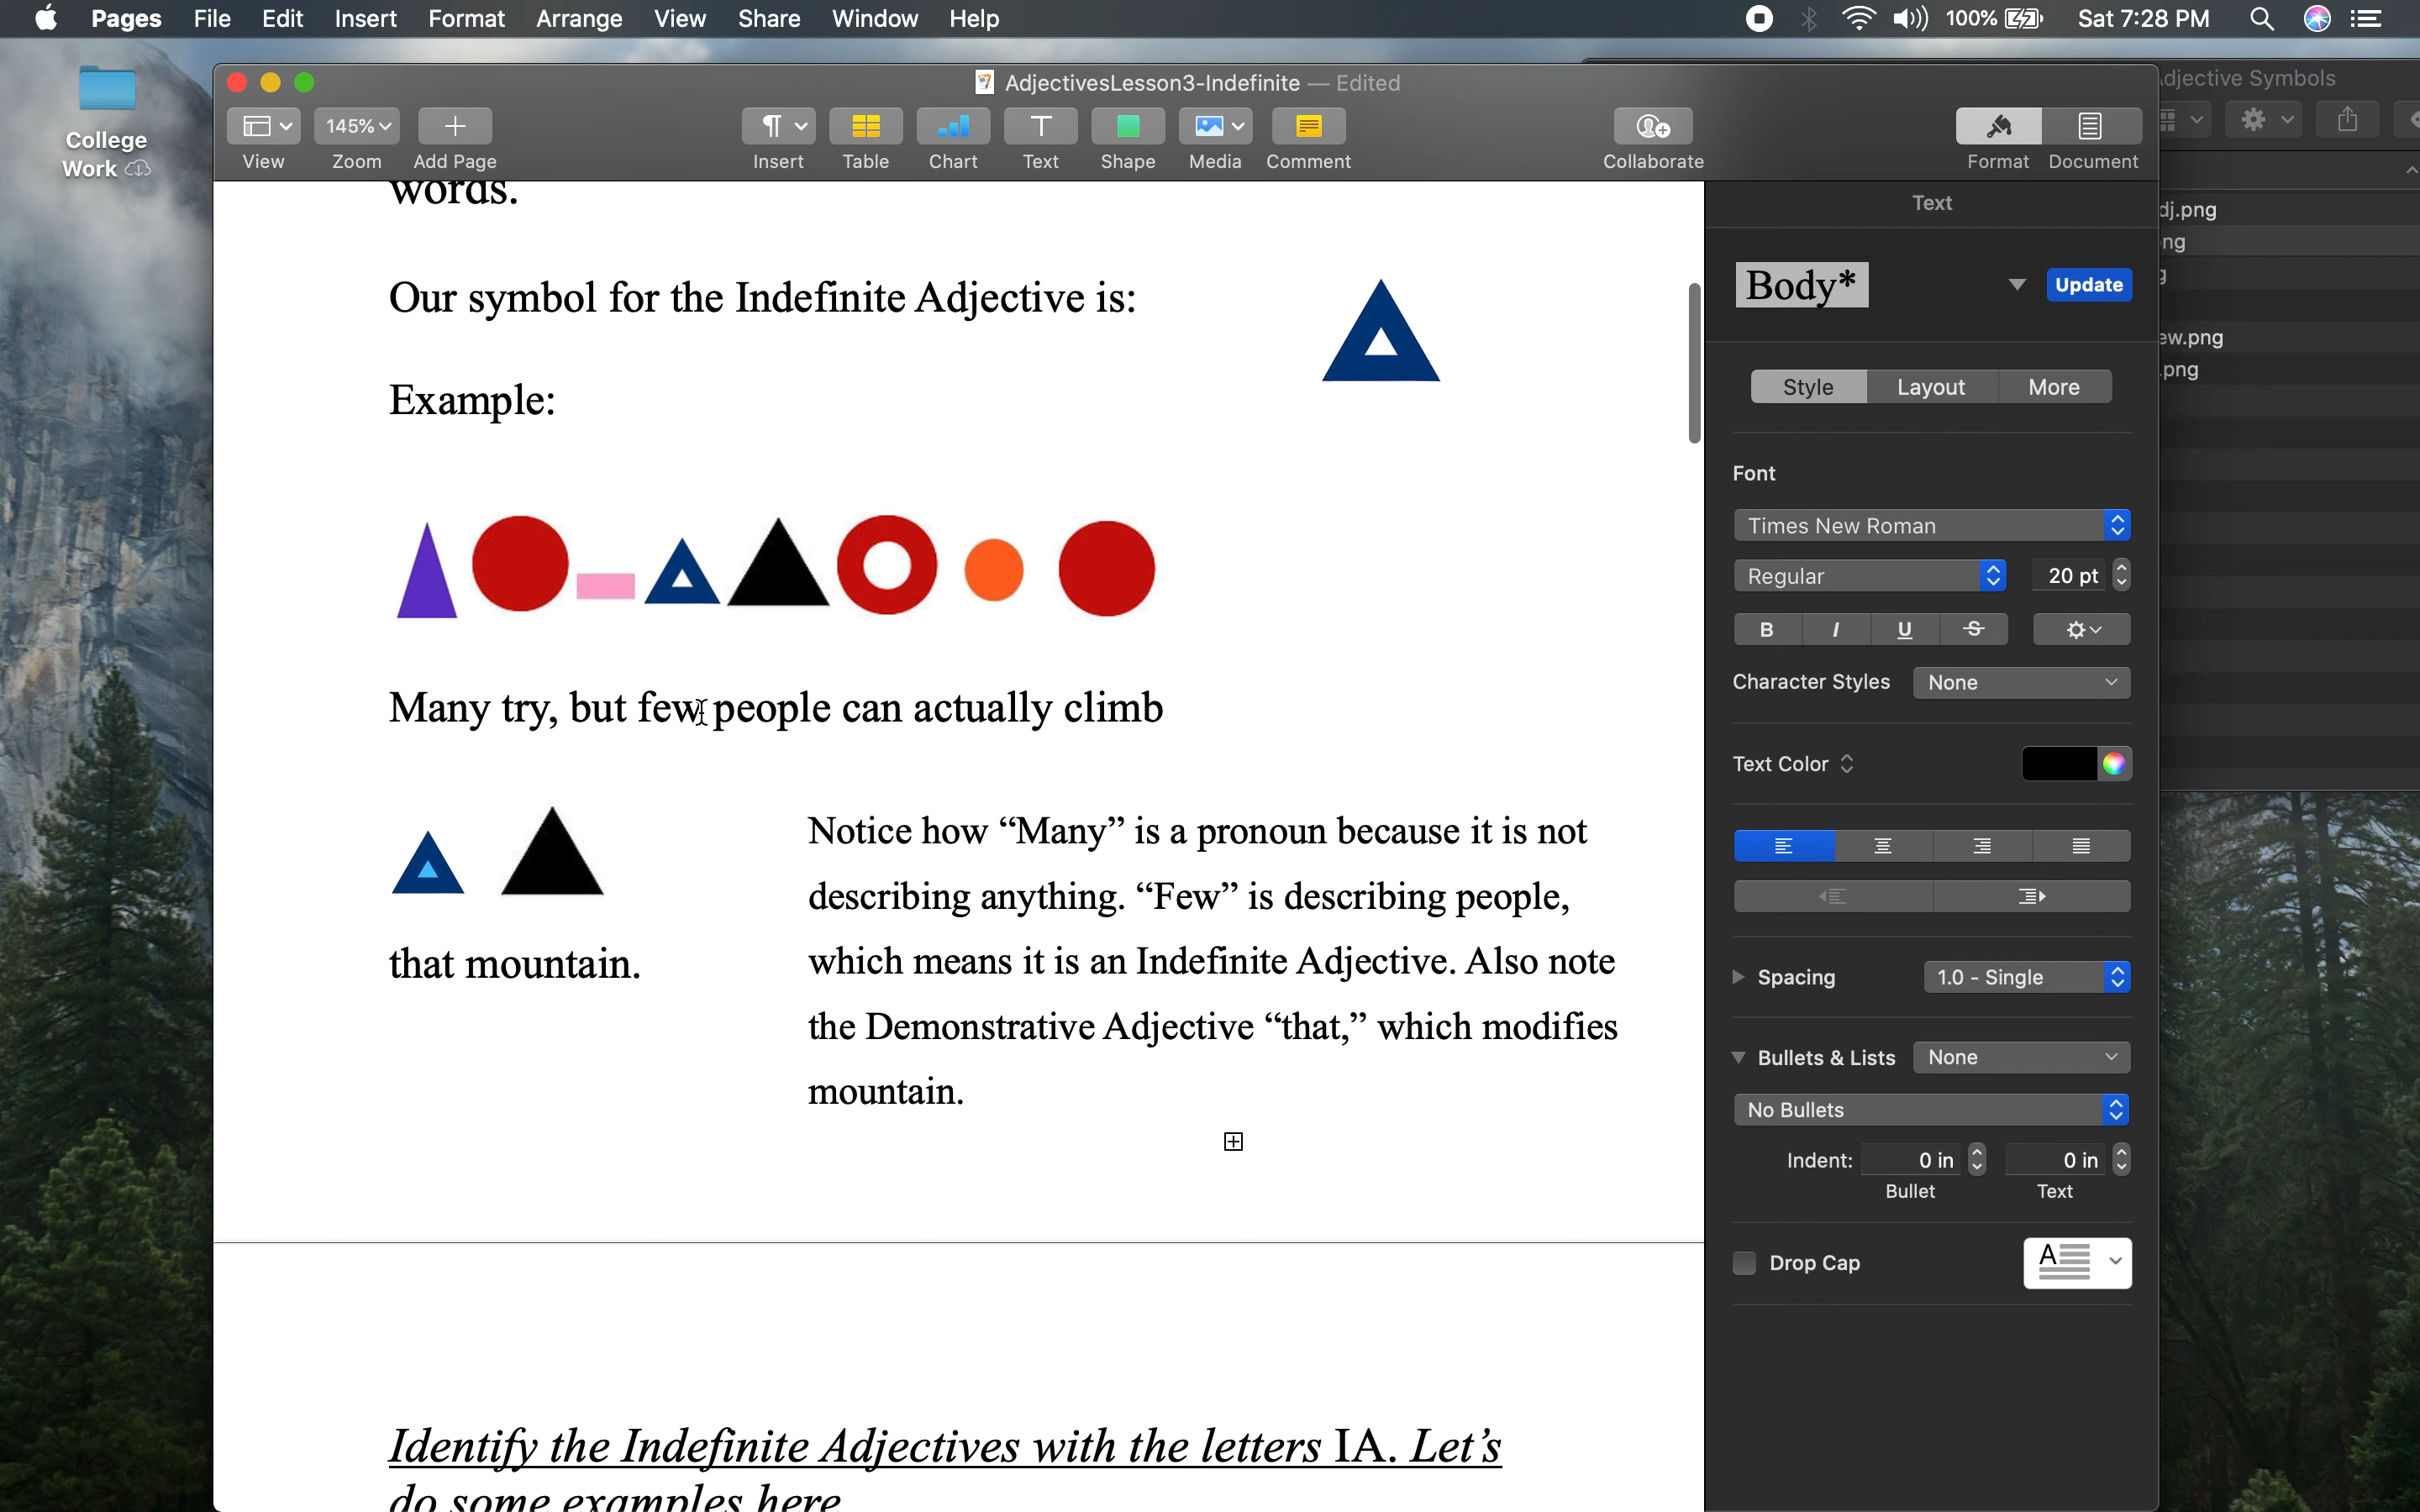 Pages File Edit Insert Format Arrange View Share Window Help 100% Sat 7:28 PM
College
Work
AdjectivesLesson3-Indefinite — Edited
145%
View Zoom Add Page Insert Table Chart Text Shape Media Comment Collaborate Format Document
words.
Our symbol for the Indefinite Adjective is:
Example:
Many try, but few people can actually climb
that mountain.
Notice how “Many” is a pronoun because it is not
describing anything. “Few” is describing people,
which means it is an Indefinite Adjective. Also note
the Demonstrative Adjective “that,” which modifies
mountain.
Identify the Indefinite Adjectives with the letters IA. Let’s
do some examples here
Text
Body* Update
Style Layout More
Font
Times New Roman
Regular 20 pt
B I U S
Character Styles None
Text Color
Spacing 1.0 - Single
Bullets & Lists None
No Bullets
Indent: 0 in 0 in
Bullet Text
Drop Cap A
djective Symbols
dj.png
ng
g
ew.png
.png